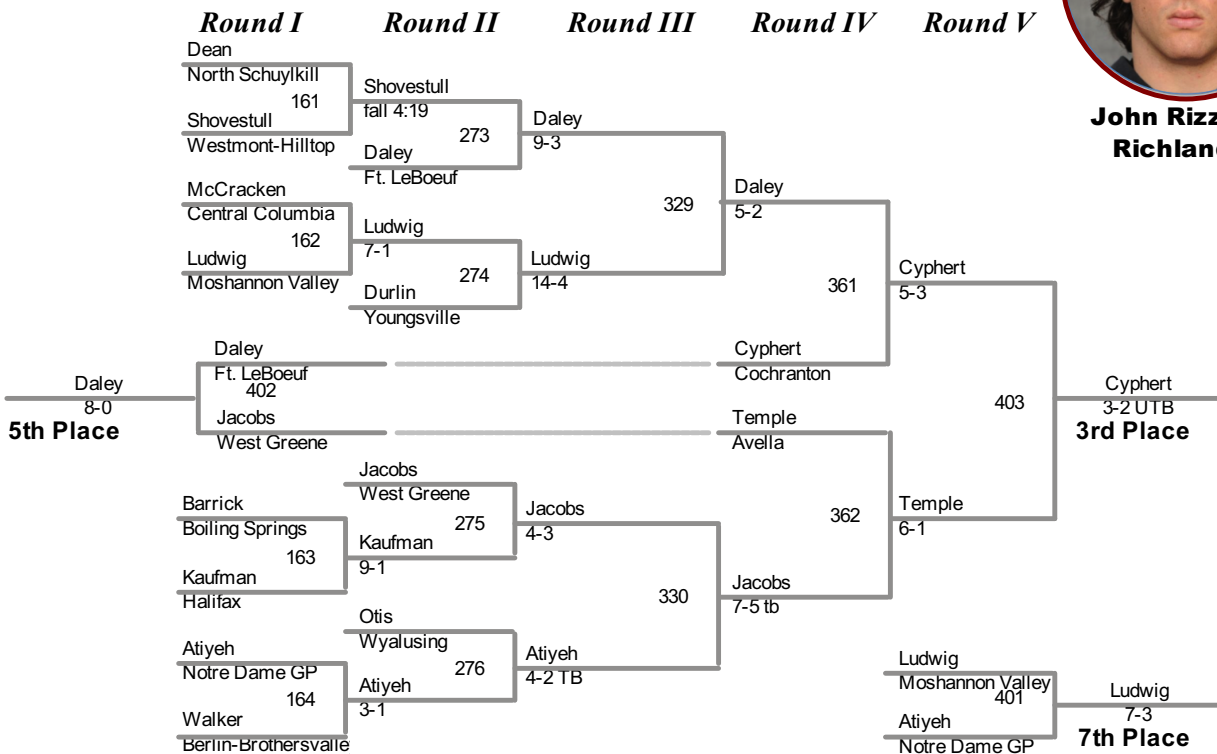 Round I Round II Round III Round IV Round V
John Rizz
Richlan
Dean
North Schuylkill
161
Shovestull
Westmont-Hilltop
Shovestull
fall 4:19
273
Daley
Ft. LeBoeuf
Daley
9-3
McCracken
Central Columbia
162
Ludwig
Moshannon Valley
Ludwig
7-1
274
Durlin
Youngsville
Ludwig
14-4
329
Daley
5-2
361
Cyphert
Cochranton
Cyphert
5-3
Daley
Ft. LeBoeuf
402
Jacobs
West Greene
Daley
8-0
5th Place
Temple
Avella
403
Cyphert
3-2 UTB
3rd Place
Jacobs
West Greene
275
Kaufman
9-1
Jacobs
4-3
Barrick
Boiling Springs
163
Kaufman
Halifax
362
Temple
6-1
330
Jacobs
7-5 tb
Otis
Wyalusing
276
Atiyeh
3-1
Atiyeh
4-2 TB
Atiyeh
Notre Dame GP
164
Walker
Berlin-Brothersvalle
Ludwig
Moshannon Valley
401
Atiyeh
Notre Dame GP
Ludwig
7-3
7th Place